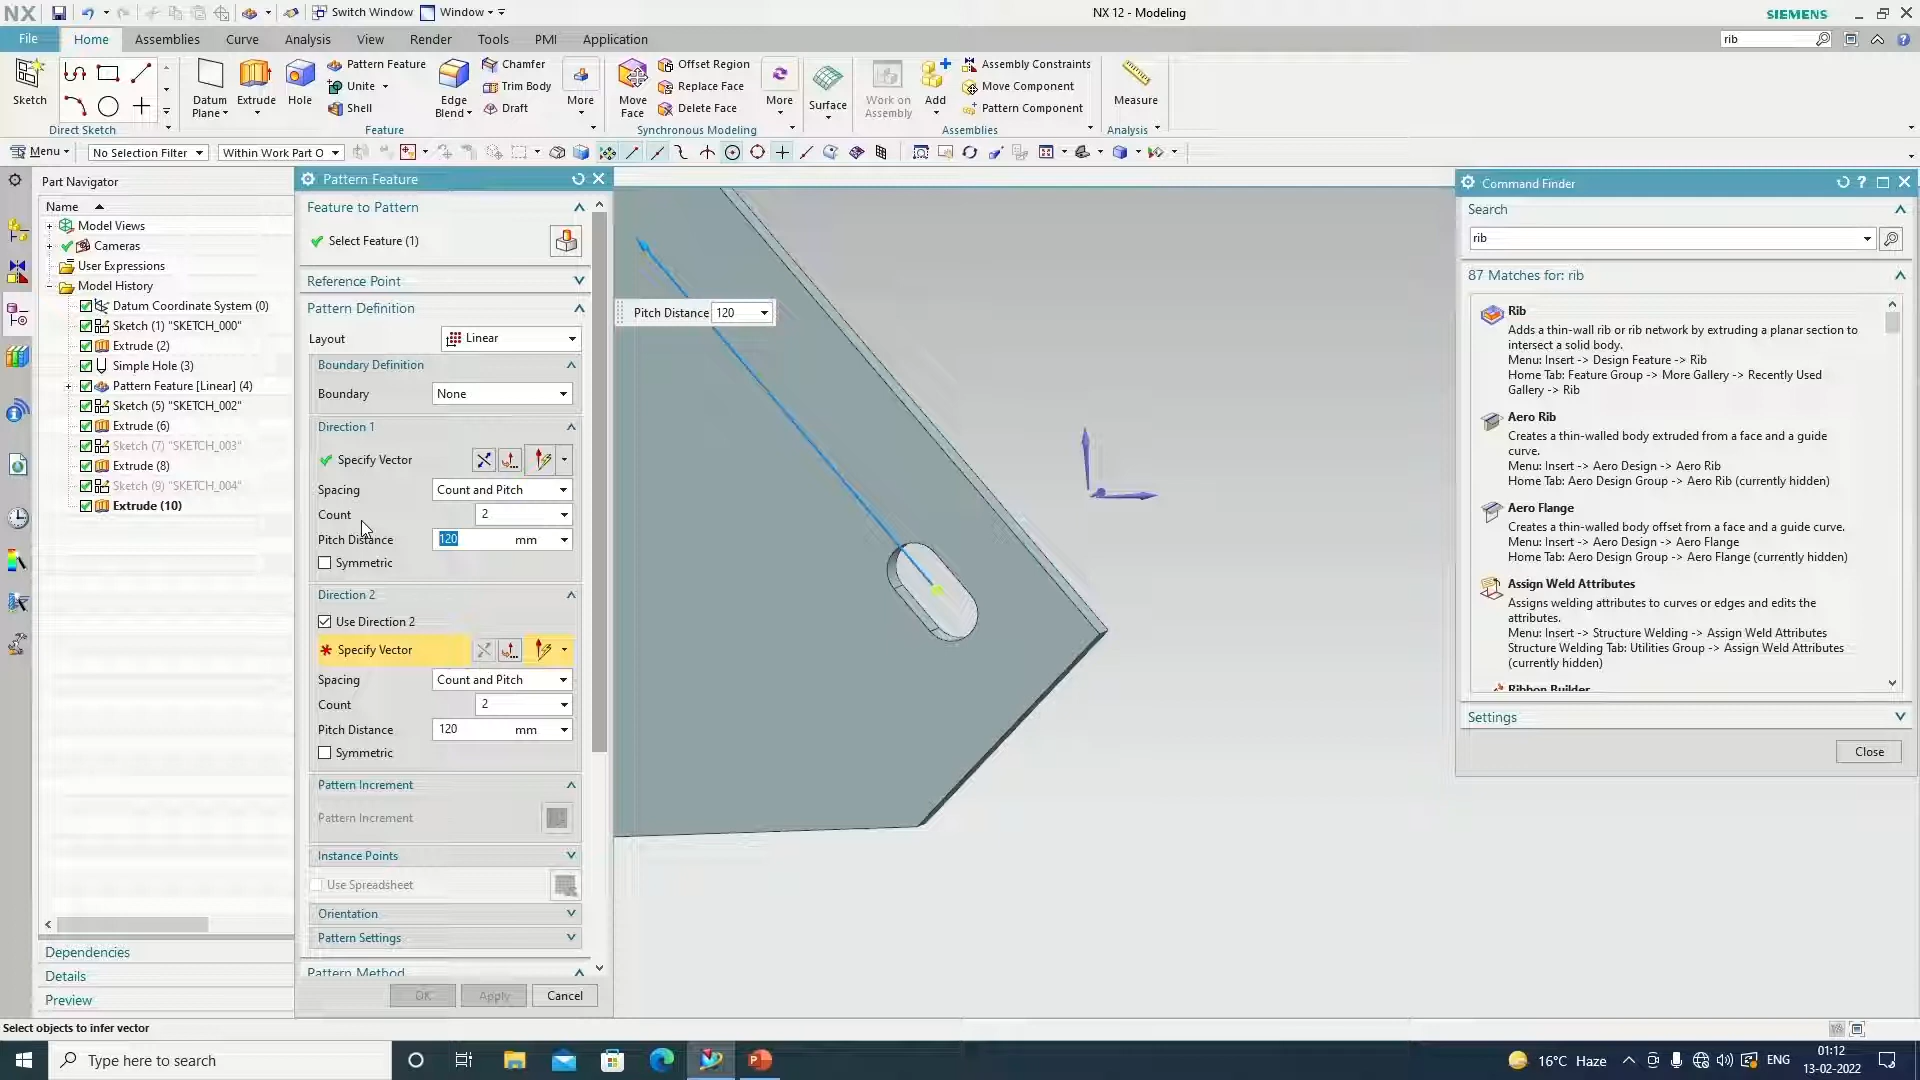 NX
Switch Window
Window
NX 12 - Modeling
SIEMENS
File
Home
Assemblies
Curve
Analysis
View
Render
Tools
PMI
Application
rib
Sketch
Direct Sketch
Datum Plane
Extrude
Hole
Pattern Feature
Unite
Shell
Edge Blend
Chamfer
Trim Body
Draft
More
Feature
Move Face
Offset Region
Replace Face
Delete Face
More
Synchronous Modeling
Surface
Work on Assembly
Add
Assembly Constraints
Move Component
Pattern Component
Assemblies
Measure
Analysis
Menu
No Selection Filter
Within Work Part O
Part Navigator
Name
Model Views
Cameras
User Expressions
Model History
Datum Coordinate System (0)
Sketch (1) "SKETCH_000"
Extrude (2)
Simple Hole (3)
Pattern Feature [Linear] (4)
Sketch (5) "SKETCH_002"
Extrude (6)
Sketch (7) "SKETCH_003"
Extrude (8)
Sketch (9) "SKETCH_004"
Extrude (10)
Dependencies
Details
Preview
Pattern Feature
Feature to Pattern
Select Feature (1)
Reference Point
Pattern Definition
Layout Linear
Boundary Definition
Boundary None
Direction 1
Specify Vector
Spacing Count and Pitch
Count 2
Pitch Distance 120 mm
Symmetric
Direction 2
Use Direction 2
Specify Vector
Spacing Count and Pitch
Count 2
Pitch Distance 120 mm
Symmetric
Pattern Increment
Pattern Increment
Instance Points
Use Spreadsheet
Orientation
Pattern Settings
Pattern Method
OK
Apply
Cancel
Pitch Distance 120
Command Finder
Search
rib
87 Matches for: rib
Rib
Adds a thin-wall rib or rib network by extruding a planar section to
intersect a solid body.
Menu: Insert -> Design Feature -> Rib
Home Tab: Feature Group -> More Gallery -> Recently Used
Gallery -> Rib
Aero Rib
Creates a thin-walled body extruded from a face and a guide
curve.
Menu: Insert -> Aero Design -> Aero Rib
Home Tab: Aero Design Group -> Aero Rib (currently hidden)
Aero Flange
Creates a thin-walled body offset from a face and a guide curve.
Menu: Insert -> Aero Design -> Aero Flange
Home Tab: Aero Design Group -> Aero Flange (currently hidden)
Assign Weld Attributes
Assigns welding attributes to curves or edges and edits the
attributes.
Menu: Insert -> Structure Welding -> Assign Weld Attributes
Structure Welding Tab: Utilities Group -> Assign Weld Attributes
(currently hidden)
Ribbon Builder
Settings
Close
Select objects to infer vector
Type here to search
16°C Haze
ENG
01:12
13-02-2022